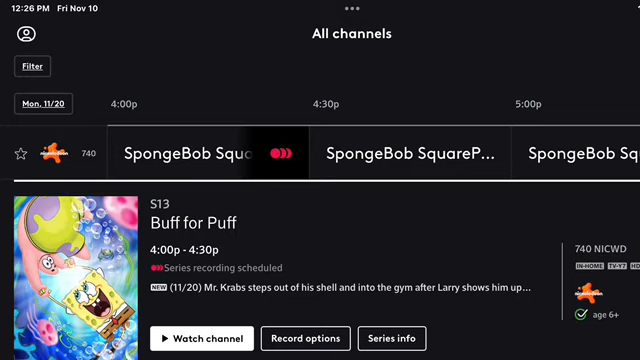 12:26 PM Fri Nov 10
All channels
Filter
Mon, 11/20
4:00p
4:30p
5:00p
nickelodeon
740
SpongeBob Squa
SpongeBob SquareP...
SpongeBob Sq
S13
Buff for Puff
4:00p - 4:30p
Series recording scheduled
NEW (11/20) Mr. Krabs steps out of his shell and into the gym after Larry shows him up...
740 NICWD
IN-HOME TV-Y7 HD
nickelodeon
age 6+
Watch channel
Record options
Series info